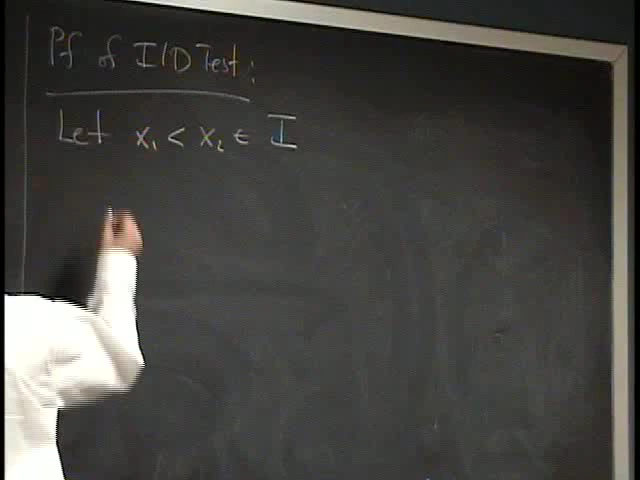 Pf of I/D Test:
Let x₁ < x₂ ∈ I